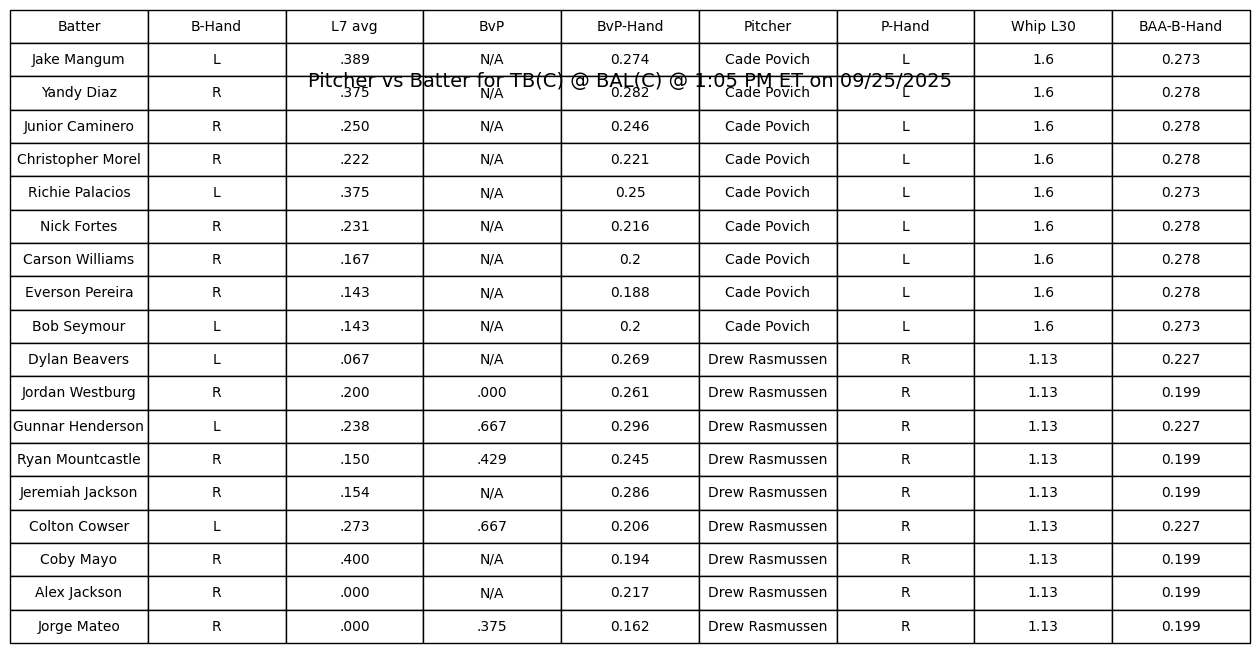 Batter B-Hand L7 avg BvP BvP-Hand Pitcher P-Hand Whip L30 BAA-B-Hand
Jake Mangum L .389 N/A 0.274 Cade Povich L 1.6 0.273
Pitcher vs Batter for TB(C) @ BAL(C) @ 1:05 PM ET on 09/25/2025
Yandy Diaz R .375 N/A 0.282 Cade Povich L 1.6 0.278
Junior Caminero R .250 N/A 0.246 Cade Povich L 1.6 0.278
Christopher Morel R .222 N/A 0.221 Cade Povich L 1.6 0.278
Richie Palacios L .375 N/A 0.25 Cade Povich L 1.6 0.273
Nick Fortes R .231 N/A 0.216 Cade Povich L 1.6 0.278
Carson Williams R .167 N/A 0.2 Cade Povich L 1.6 0.278
Everson Pereira R .143 N/A 0.188 Cade Povich L 1.6 0.278
Bob Seymour L .143 N/A 0.2 Cade Povich L 1.6 0.273
Dylan Beavers L .067 N/A 0.269 Drew Rasmussen R 1.13 0.227
Jordan Westburg R .200 .000 0.261 Drew Rasmussen R 1.13 0.199
Gunnar Henderson L .238 .667 0.296 Drew Rasmussen R 1.13 0.227
Ryan Mountcastle R .150 .429 0.245 Drew Rasmussen R 1.13 0.199
Jeremiah Jackson R .154 N/A 0.286 Drew Rasmussen R 1.13 0.199
Colton Cowser L .273 .667 0.206 Drew Rasmussen R 1.13 0.227
Coby Mayo R .400 N/A 0.194 Drew Rasmussen R 1.13 0.199
Alex Jackson R .000 N/A 0.217 Drew Rasmussen R 1.13 0.199
Jorge Mateo R .000 .375 0.162 Drew Rasmussen R 1.13 0.199